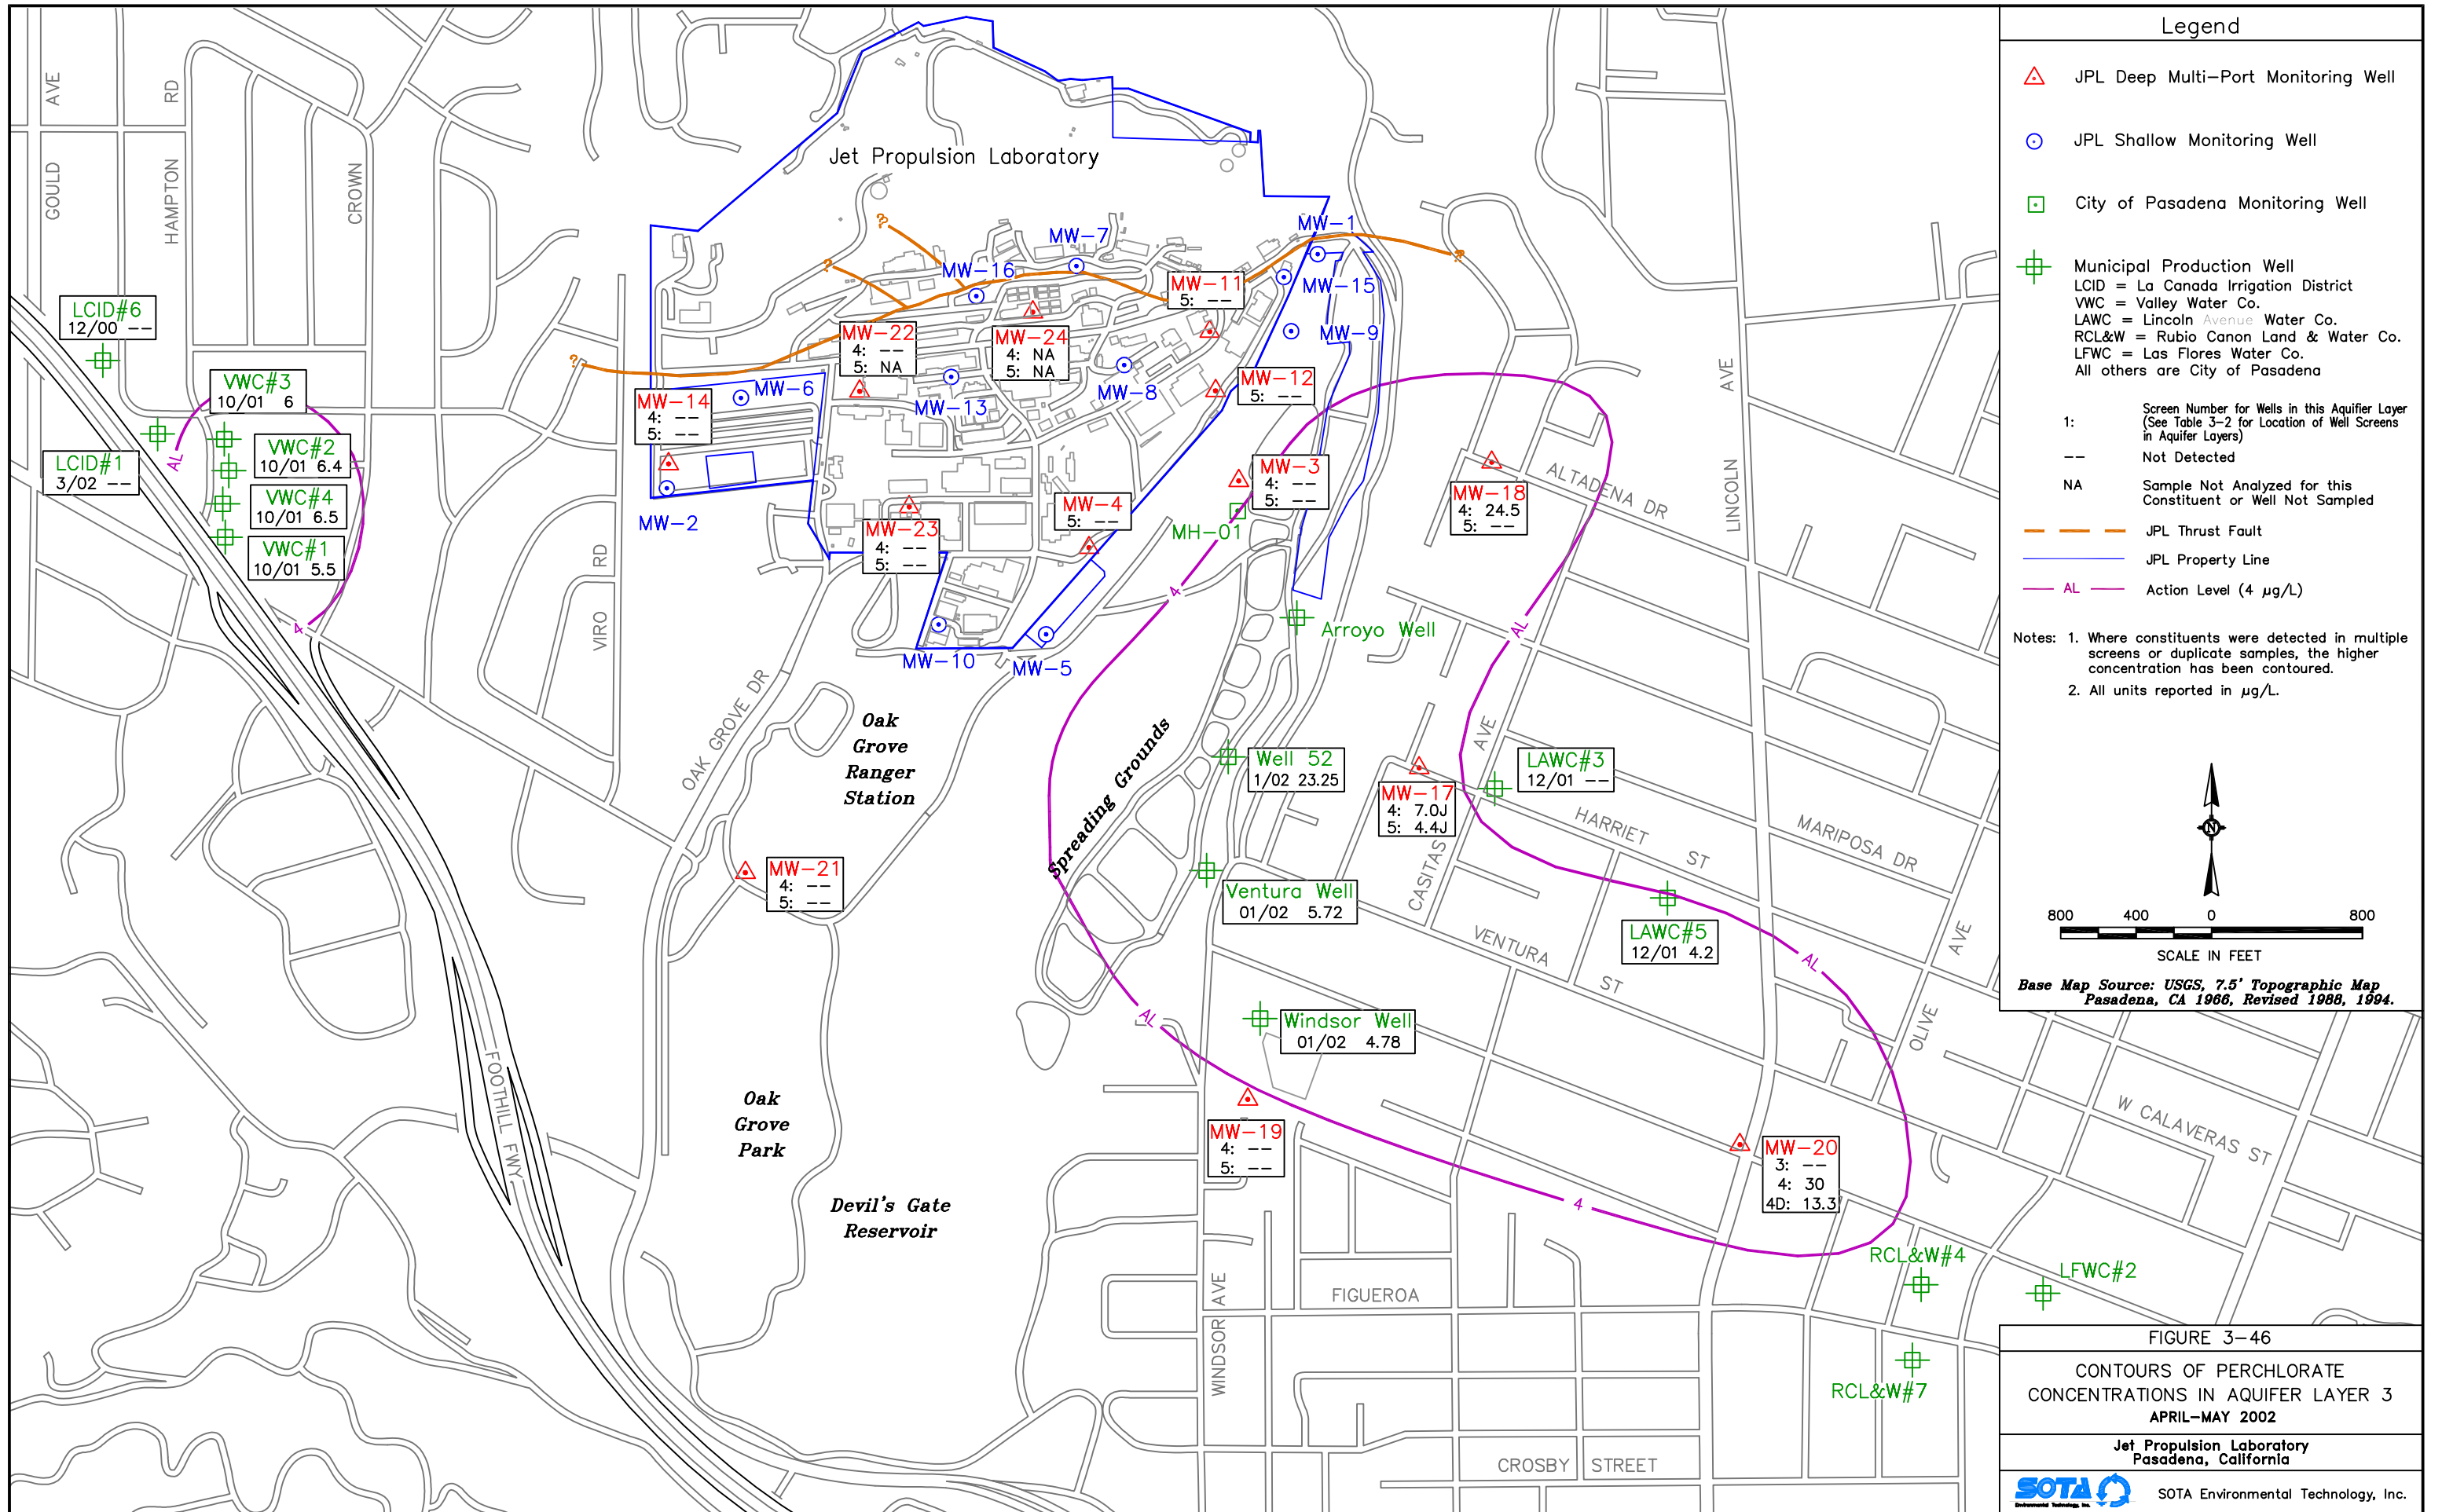 Legend
JPL Deep Multi-Port Monitoring Well
JPL Shallow Monitoring Well
City of Pasadena Monitoring Well
Municipal Production Well
LCID = La Canada Irrigation District
VWC = Valley Water Co.
LAWC = Lincoln Avenue Water Co.
RCL&W = Rubio Canon Land & Water Co.
LFWC = Las Flores Water Co.
All others are City of Pasadena
1: Screen Number for Wells in this Aquifier Layer
(See Table 3-2 for Location of Well Screens
in Aquifer Layers)
-- Not Detected
NA Sample Not Analyzed for this
Constituent or Well Not Sampled
JPL Thrust Fault
JPL Property Line
AL Action Level (4 µg/L)
Notes: 1. Where constituents were detected in multiple
screens or duplicate samples, the higher
concentration has been contoured.
2. All units reported in µg/L.
N
800 400 0 800
SCALE IN FEET
Base Map Source: USGS, 7.5' Topographic Map
Pasadena, CA 1966, Revised 1988, 1994.
FIGURE 3-46
CONTOURS OF PERCHLORATE
CONCENTRATIONS IN AQUIFER LAYER 3
APRIL-MAY 2002
Jet Propulsion Laboratory
Pasadena, California
SOTA
Environmental Technology, Inc.
SOTA Environmental Technology, Inc.
GOULD AVE
HAMPTON RD
CROWN
Jet Propulsion Laboratory
LCID#6
12/00 --
VWC#3
10/01 6
VWC#2
10/01 6.4
LCID#1
3/02 --
VWC#4
10/01 6.5
VWC#1
10/01 5.5
AL
4
?
?
?
?
?
MW-7
MW-16
MW-1
MW-11
5: --
MW-15
MW-9
MW-22
4: --
5: NA
MW-24
4: NA
5: NA
MW-6
MW-13
MW-8
MW-12
5: --
MW-14
4: --
5: --
MW-2
MW-3
4: --
5: --
MW-4
5: --
MH-01
MW-23
4: --
5: --
MW-18
4: 24.5
5: --
ALTADENA DR
LINCOLN AVE
VIRO RD
4
AL
Arroyo Well
MW-10
MW-5
OAK GROVE DR
Oak
Grove
Ranger
Station
Spreading Grounds
Well 52
1/02 23.25
MW-17
4: 7.0J
5: 4.4J
CASITAS AVE
LAWC#3
12/01 --
HARRIET ST
MARIPOSA DR
MW-21
4: --
5: --
Ventura Well
01/02 5.72
VENTURA ST
LAWC#5
12/01 4.2
AL
OLIVE AVE
AL
Windsor Well
01/02 4.78
FOOTHILL FWY
Oak
Grove
Park
MW-19
4: --
5: --
MW-20
3: --
4: 30
4D: 13.3
W CALAVERAS ST
Devil's Gate
Reservoir
4
RCL&W#4
LFWC#2
WINDSOR AVE
FIGUEROA
RCL&W#7
CROSBY STREET